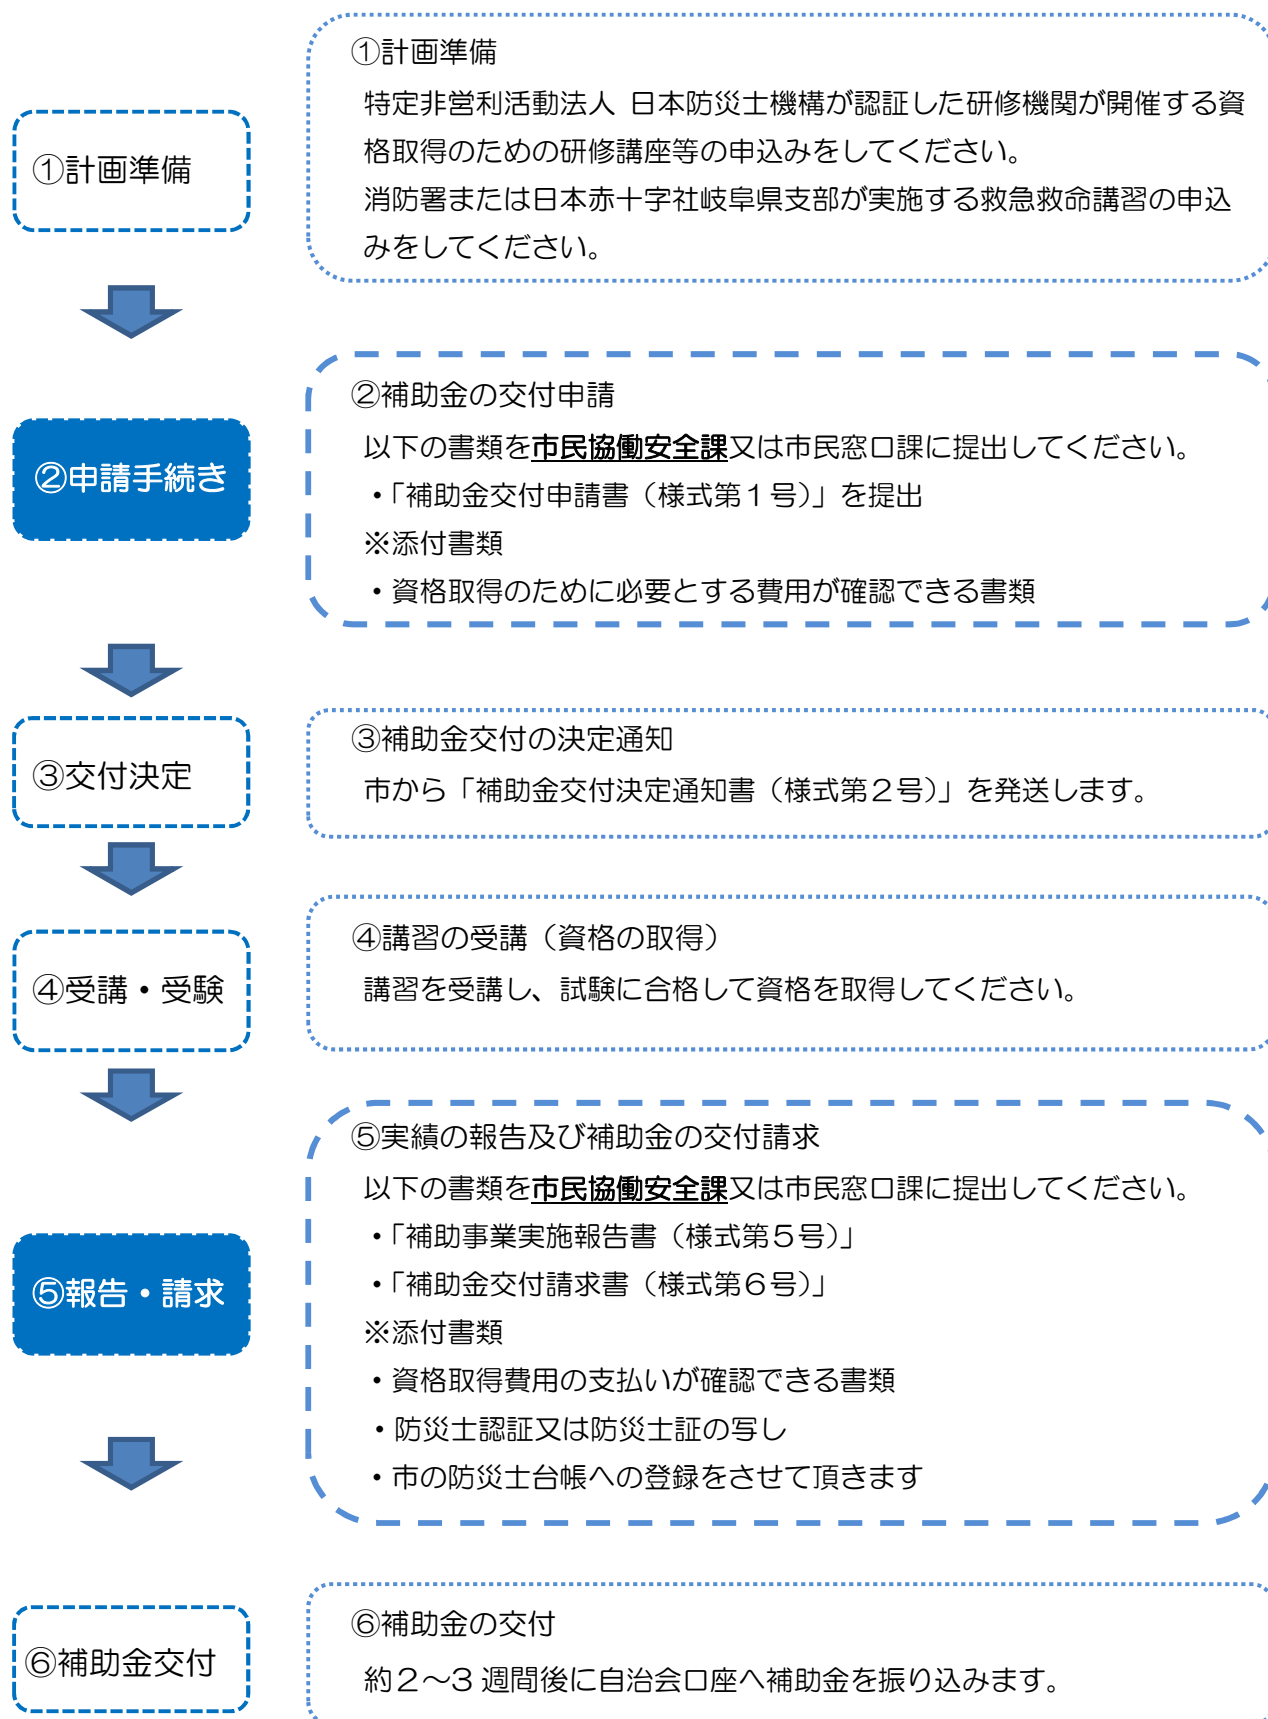 ①計画準備
①計画準備
特定非営利活動法人 日本防災士機構が認証した研修機関が開催する資
格取得のための研修講座等の申込みをしてください。
消防署または日本赤十字社岐阜県支部が実施する救急救命講習の申込
みをしてください。
②申請手続き
②補助金の交付申請
以下の書類を市民協働安全課又は市民窓口課に提出してください。
・「補助金交付申請書（様式第１号）」を提出
※添付書類
・資格取得のために必要とする費用が確認できる書類
③交付決定
③補助金交付の決定通知
市から「補助金交付決定通知書（様式第２号）」を発送します。
④受講・受験
④講習の受講（資格の取得）
講習を受講し、試験に合格して資格を取得してください。
⑤報告・請求
⑤実績の報告及び補助金の交付請求
以下の書類を市民協働安全課又は市民窓口課に提出してください。
・「補助事業実施報告書（様式第５号）」
・「補助金交付請求書（様式第６号）」
※添付書類
・資格取得費用の支払いが確認できる書類
・防災士認証又は防災士証の写し
・市の防災士台帳への登録をさせて頂きます
⑥補助金交付
⑥補助金の交付
約２～３週間後に自治会口座へ補助金を振り込みます。